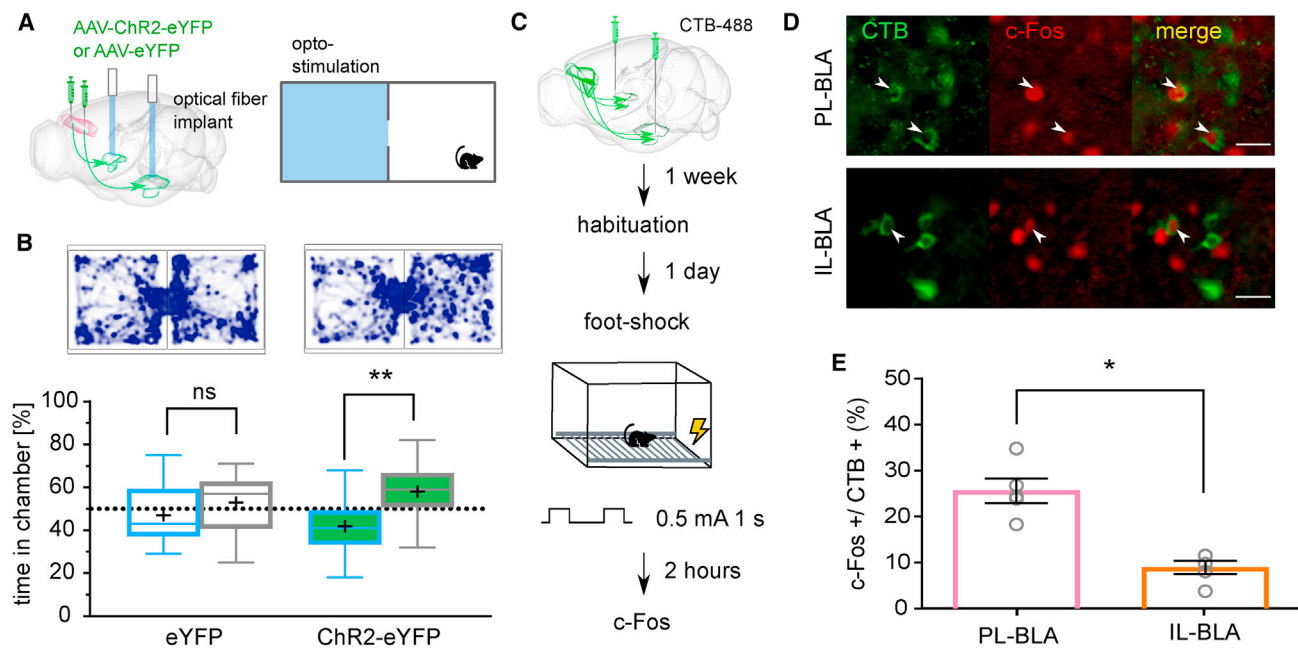 A
AAV-ChR2-eYFP
or AAV-eYFP
optical fiber
implant
opto-
stimulation
B
ns
**
time in chamber [%]
100
80
60
40
20
0
eYFP
ChR2-eYFP
C
CTB-488
1 week
habituation
1 day
foot-shock
0.5 mA 1 s
2 hours
c-Fos
D
CTB
c-Fos
merge
PL-BLA
IL-BLA
E
*
c-Fos +/ CTB + (%)
50
40
30
20
10
0
PL-BLA
IL-BLA